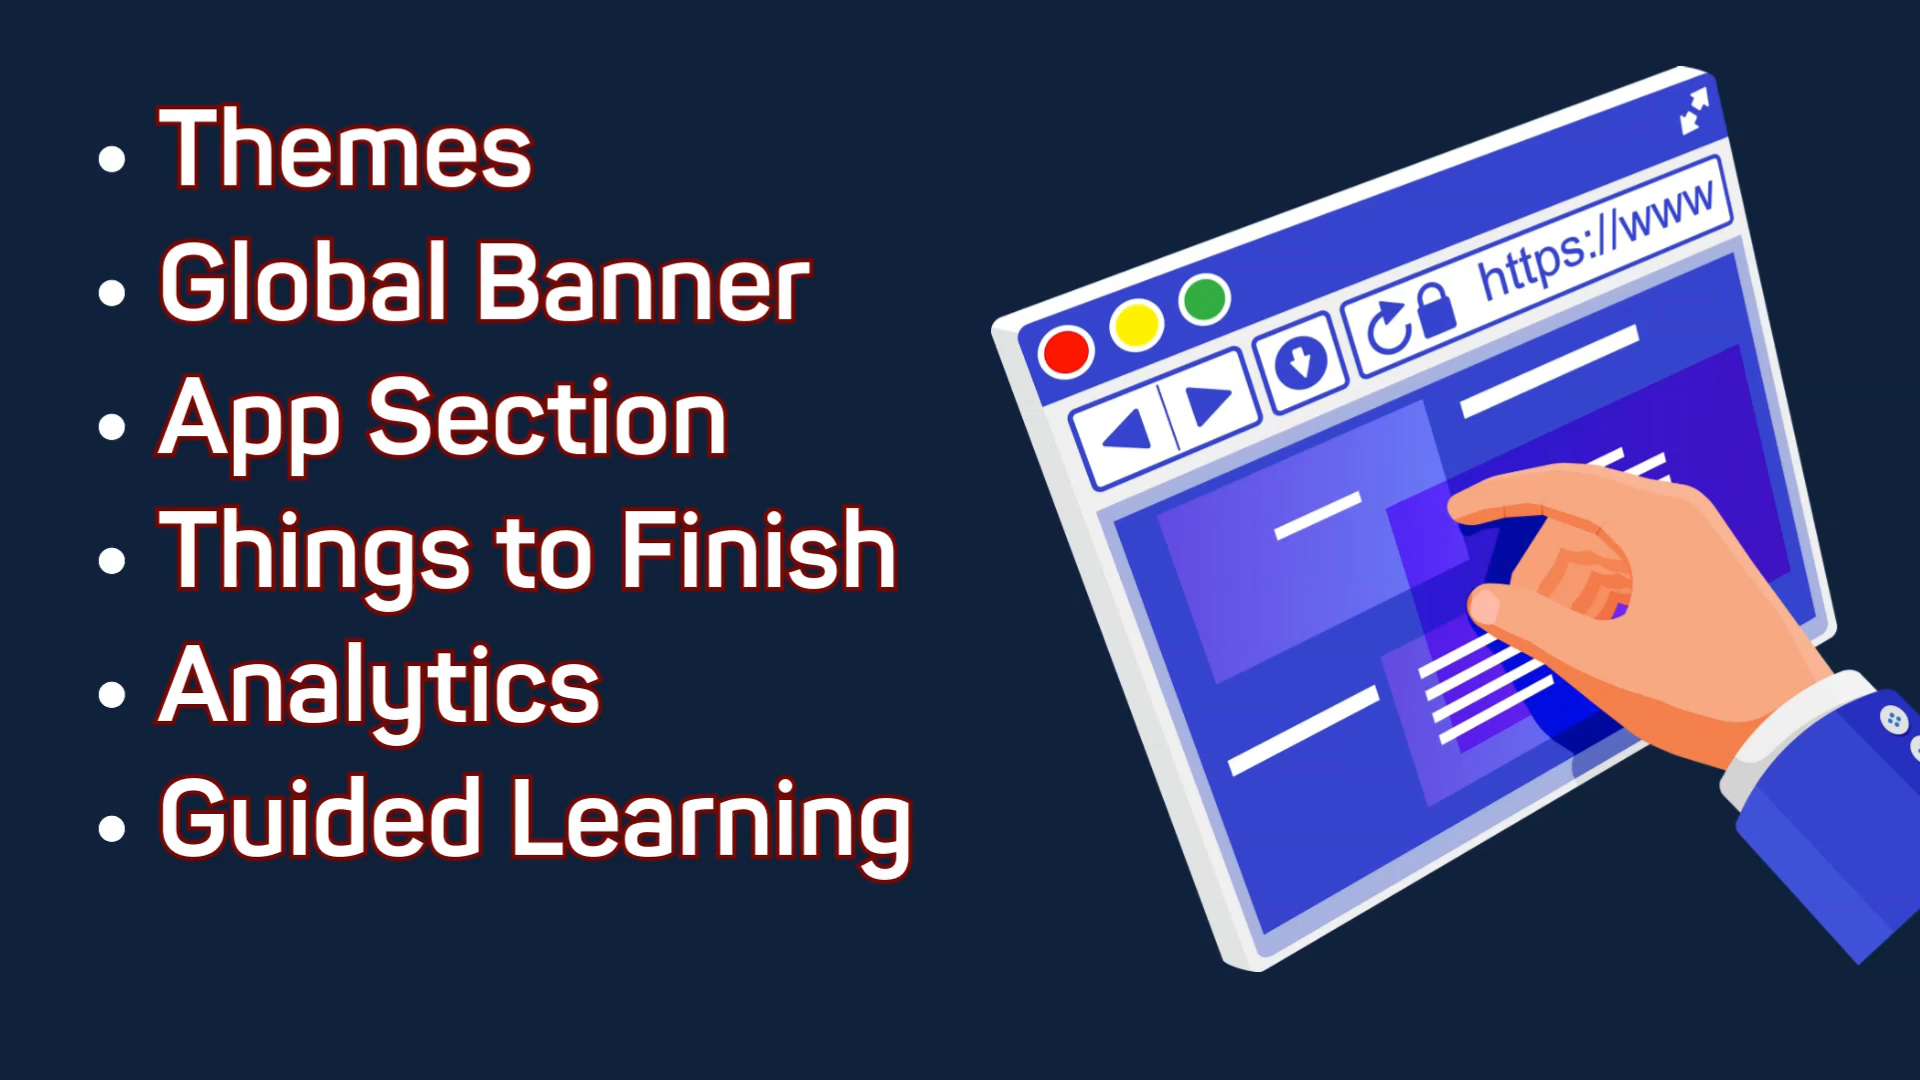 Themes
Global Banner
App Section
Things to Finish
Analytics
Guided Learning
https://www